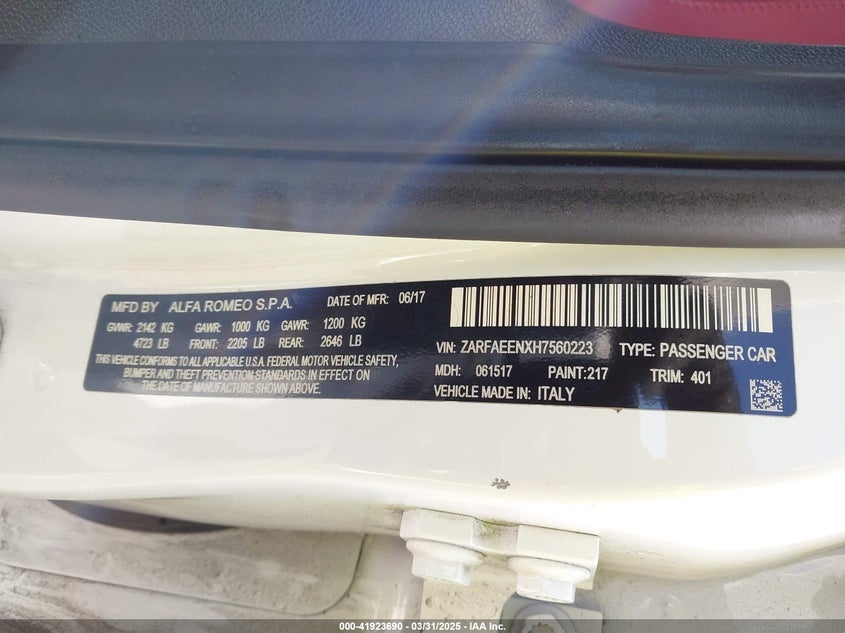 MFD BY ALFA ROMEO S.P.A. DATE OF MFR: 06/17
GVWR: 2142 KG GAWR: 1000 KG GAWR: 1200 KG
4723 LB FRONT: 2205 LB REAR: 2646 LB
THIS VEHICLE CONFORMS TO ALL APPLICABLE U.S.A. FEDERAL MOTOR VEHICLE SAFETY,
BUMPER AND THEFT PREVENTION STANDARDS IN EFFECT ON
THE DATE OF MANUFACTURE SHOWN ABOVE.
VIN: ZARFAEENXH7560223 TYPE: PASSENGER CAR
MDH: 061517 PAINT:217 TRIM: 401
VEHICLE MADE IN: ITALY
000-41923690 - 03/31/2025 - IAA Inc.